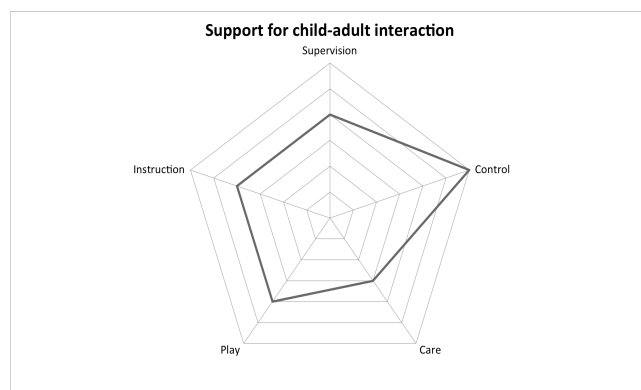 Support for child-adult interaction
Supervision
Instruction
Control
Play
Care